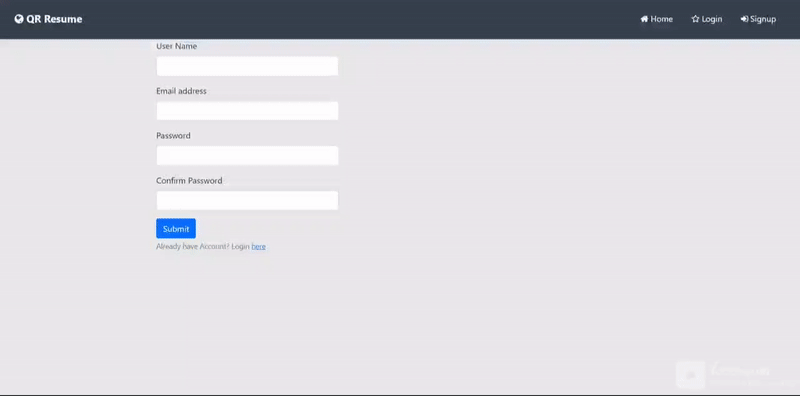 QR Resume
Home
Login
Signup
User Name
Email address
Password
Confirm Password
Submit
Already have Account? Login here